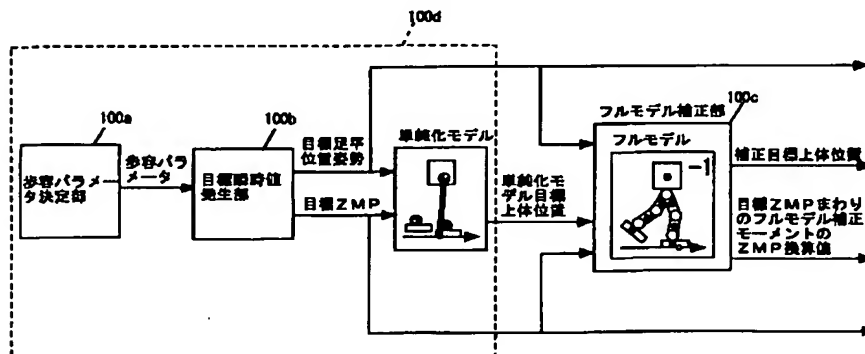 100d
100a
歩容パラメ
ータ決定部
歩容パラ
メータ
100b
目標瞬時値
発生部
目標足平
位置姿勢
目標ZMP
単純化モデル
単純化モ
デル目標
上体位置
フルモデル補正部
100c
フルモデル
-1
補正目標上体位置
目標ZMPまわり
のフルモデル補正
モーメントの
ZMP換算値